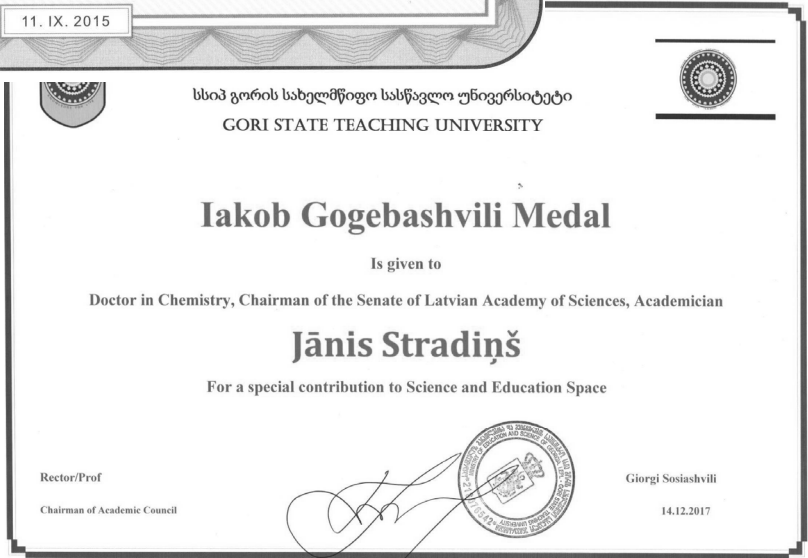 11. IX. 2015
სსიპ გორის სახელმწიფო სასწავლო უნივერსიტეტი
GORI STATE TEACHING UNIVERSITY
Iakob Gogebashvili Medal
Is given to
Doctor in Chemistry, Chairman of the Senate of Latvian Academy of Sciences, Academician
Jānis Stradiņš
For a special contribution to Science and Education Space
Rector/Prof
Giorgi Sosiashvili
Chairman of Academic Council
14.12.2017